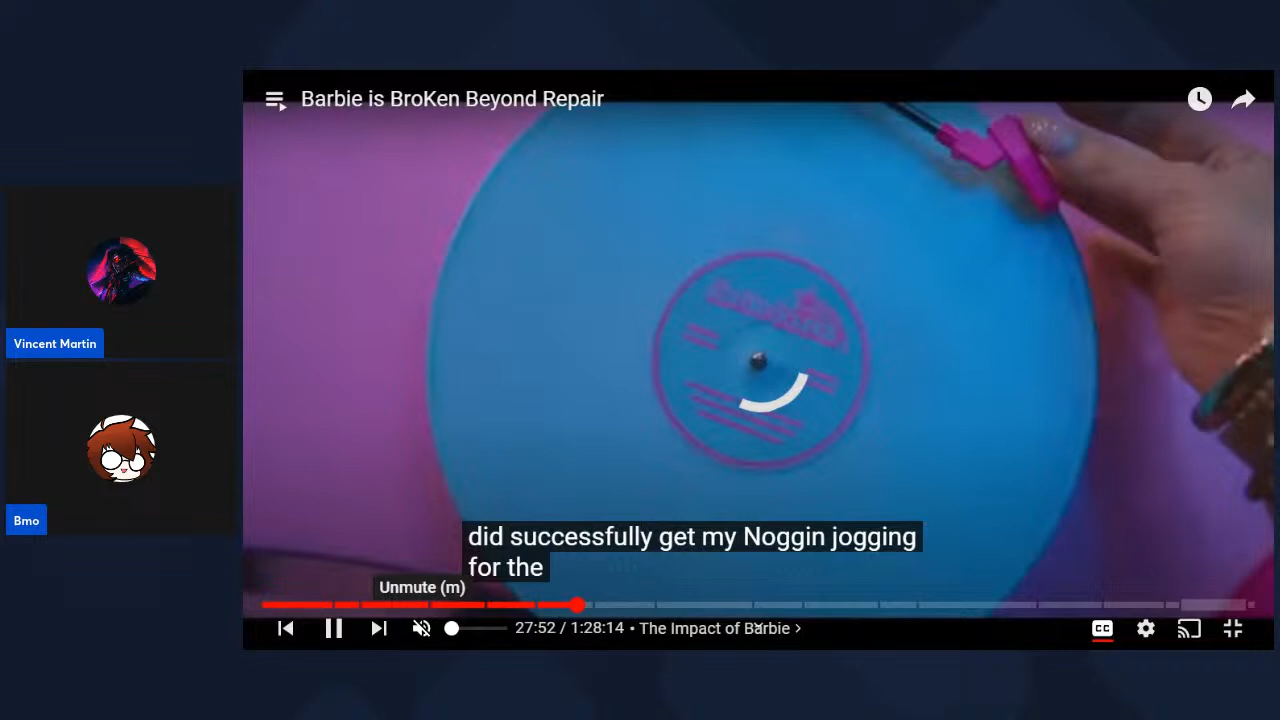 Barbie is BroKen Beyond Repair
Vincent Martin
Bmo
did successfully get my Noggin jogging
for the
Unmute (m)
27:52 / 1:28:14 • The Impact of Barbie >
CC